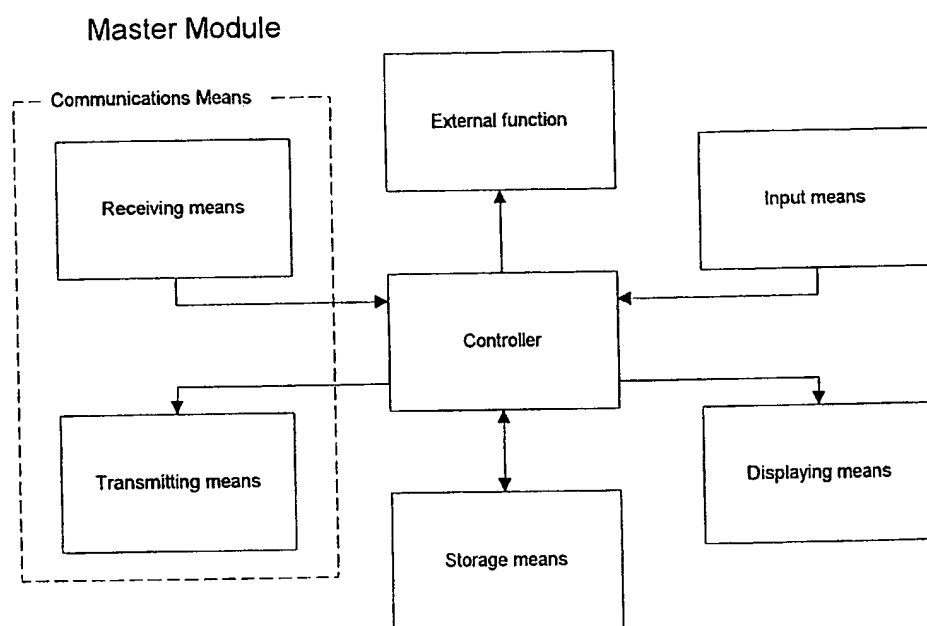 Master Module
Communications Means
External function
Receiving means
Input means
Controller
Transmitting means
Displaying means
Storage means